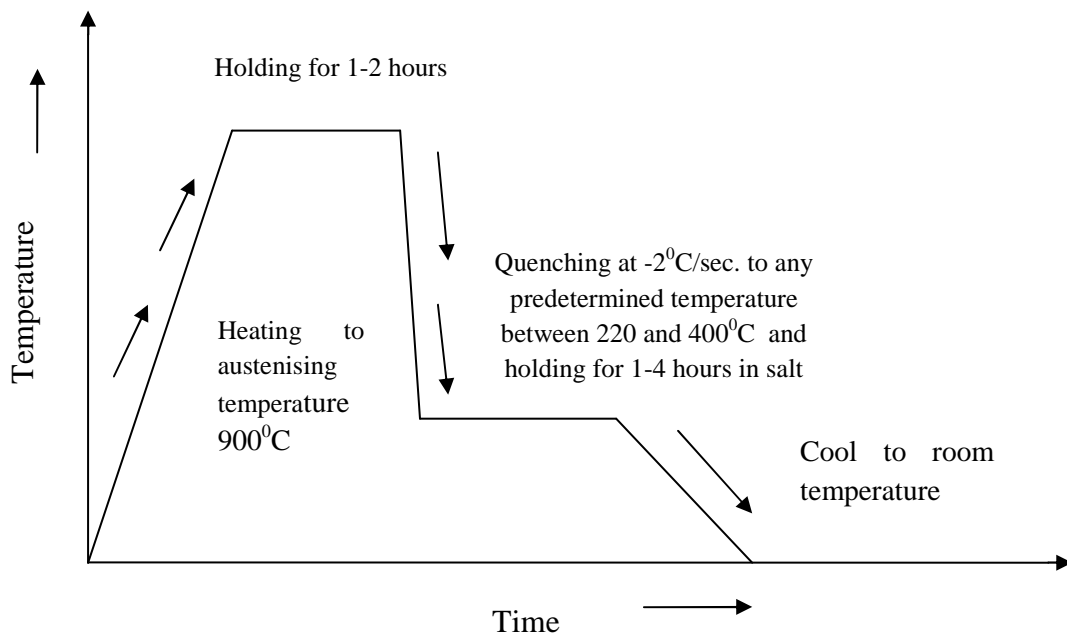 Holding for 1-2 hours
Temperature
Quenching at -2⁰C/sec. to any
predetermined temperature
between 220 and 400⁰C and
holding for 1-4 hours in salt
Heating to
austenising
temperature
900⁰C
Cool to room
temperature
Time